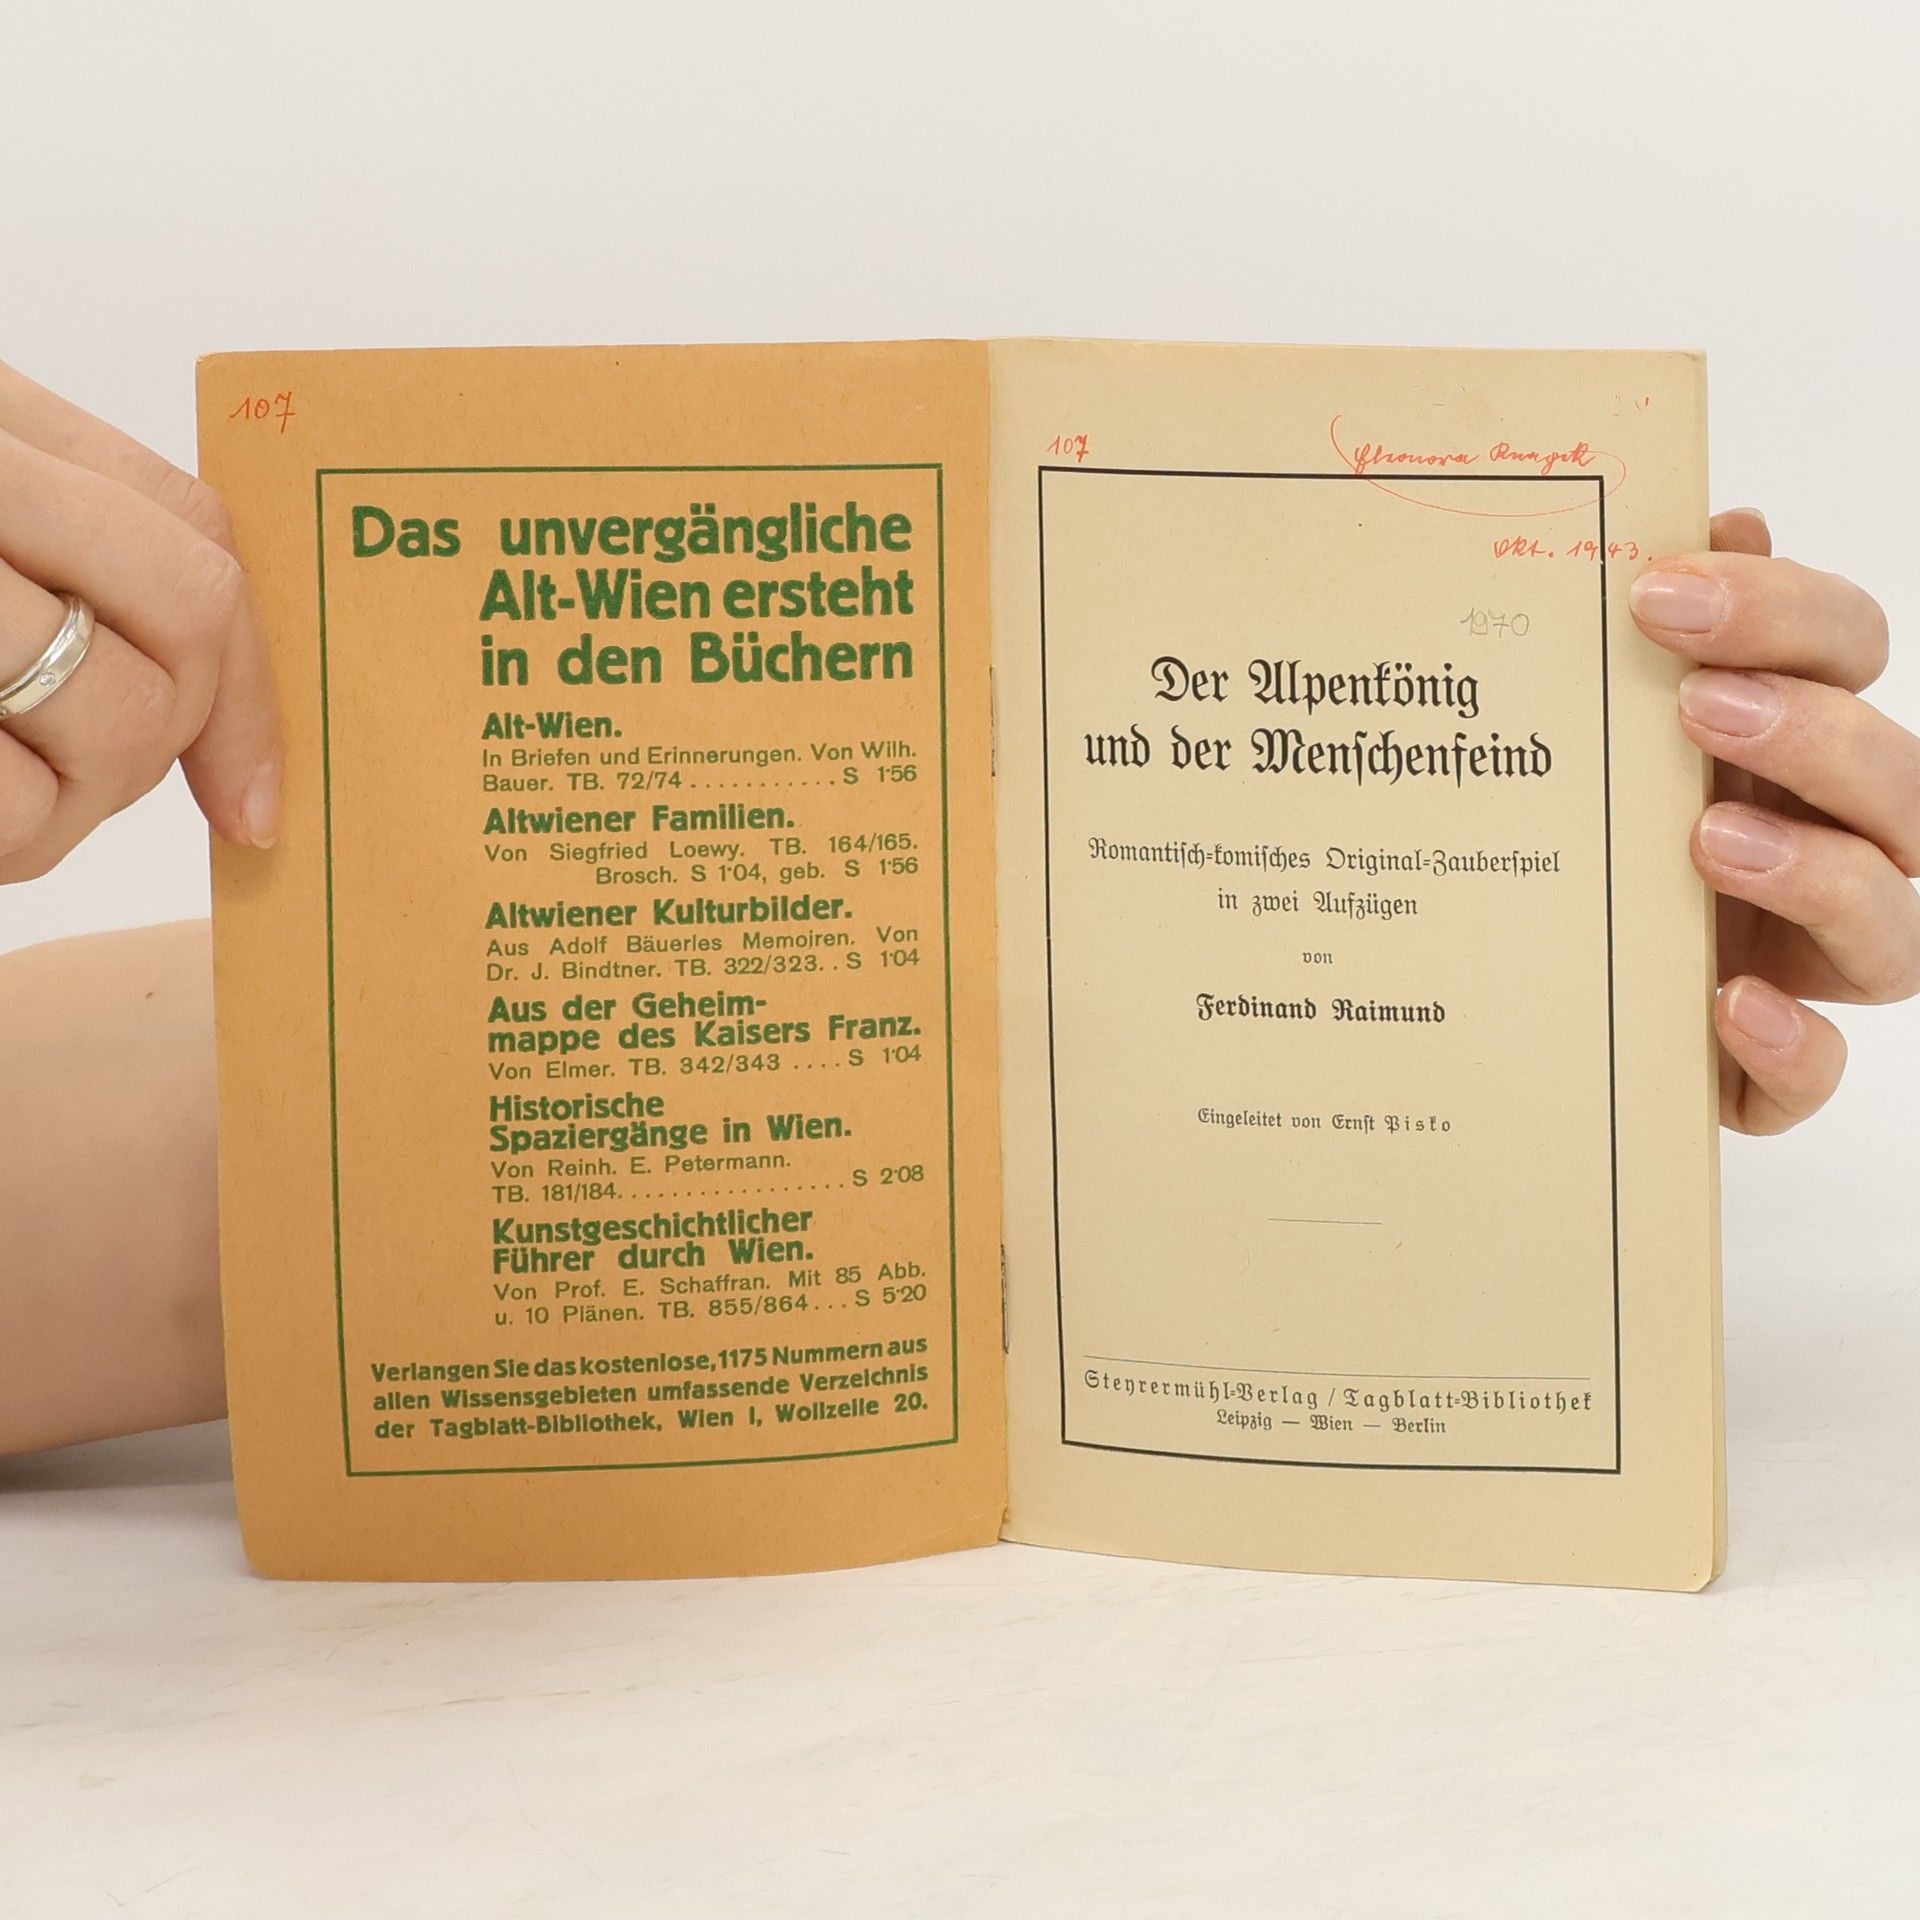 107
Das unvergängliche
Alt-Wien ersteht
in den Büchern
Alt-Wien.
In Briefen und Erinnerungen. Von Wilh.
Bauer. TB. 72/74 . . . . . . . . . . . S 1·56
Altwiener Familien.
Von Siegfried Loewy. TB. 164/165.
Brosch. S 1·04, geb. S 1·56
Altwiener Kulturbilder.
Aus Adolf Bäuerles Memoiren. Von
Dr. J. Bindtner. TB. 322/323. . S 1·04
Aus der Geheim-
mappe des Kaisers Franz.
Von Elmer. TB. 342/343 . . . . S 1·04
Historische
Spaziergänge in Wien.
Von Reinh. E. Petermann.
TB. 181/184. . . . . . . . . . . . . . . . . S 2·08
Kunstgeschichtlicher
Führer durch Wien.
Von Prof. E. Schaffran. Mit 85 Abb.
u. 10 Plänen. TB. 855/864 . . . S 5·20
Verlangen Sie das kostenlose, 1175 Nummern aus
allen Wissensgebieten umfassende Verzeichnis
der Tagblatt-Bibliothek, Wien I, Wollzeile 20.
107
Eleonora
Okt. 1943.
1970
Der Alpenkönig
und der Menſchenfeind
Romantiſch-komiſches Original-Zauberſpiel
in zwei Aufzügen
von
Ferdinand Raimund
Eingeleitet von Ernſt Pisko
Steyrermühl-Verlag / Tagblatt-Bibliothek
Leipzig — Wien — Berlin